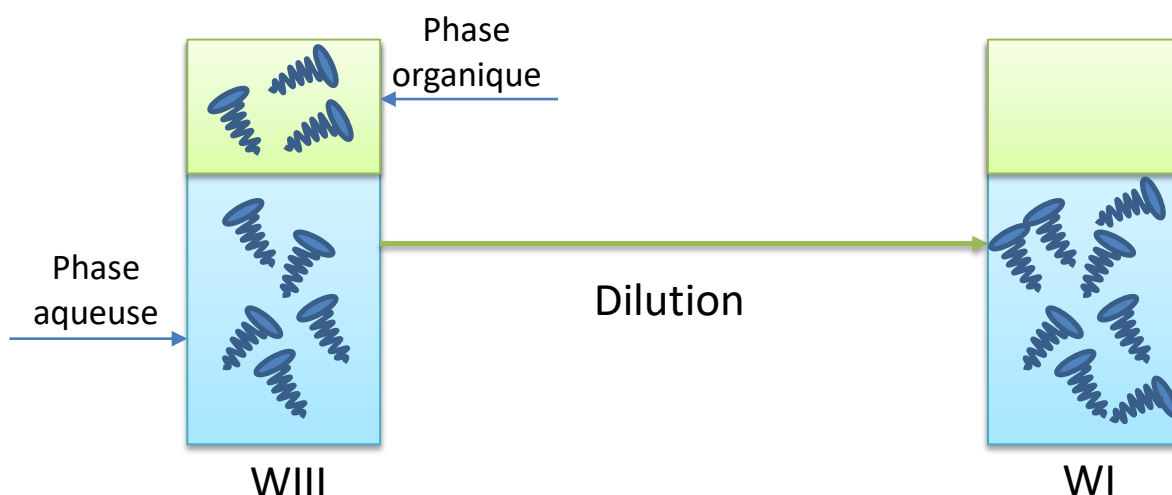 Phase
organique
Phase
aqueuse
Dilution
WIII
WI